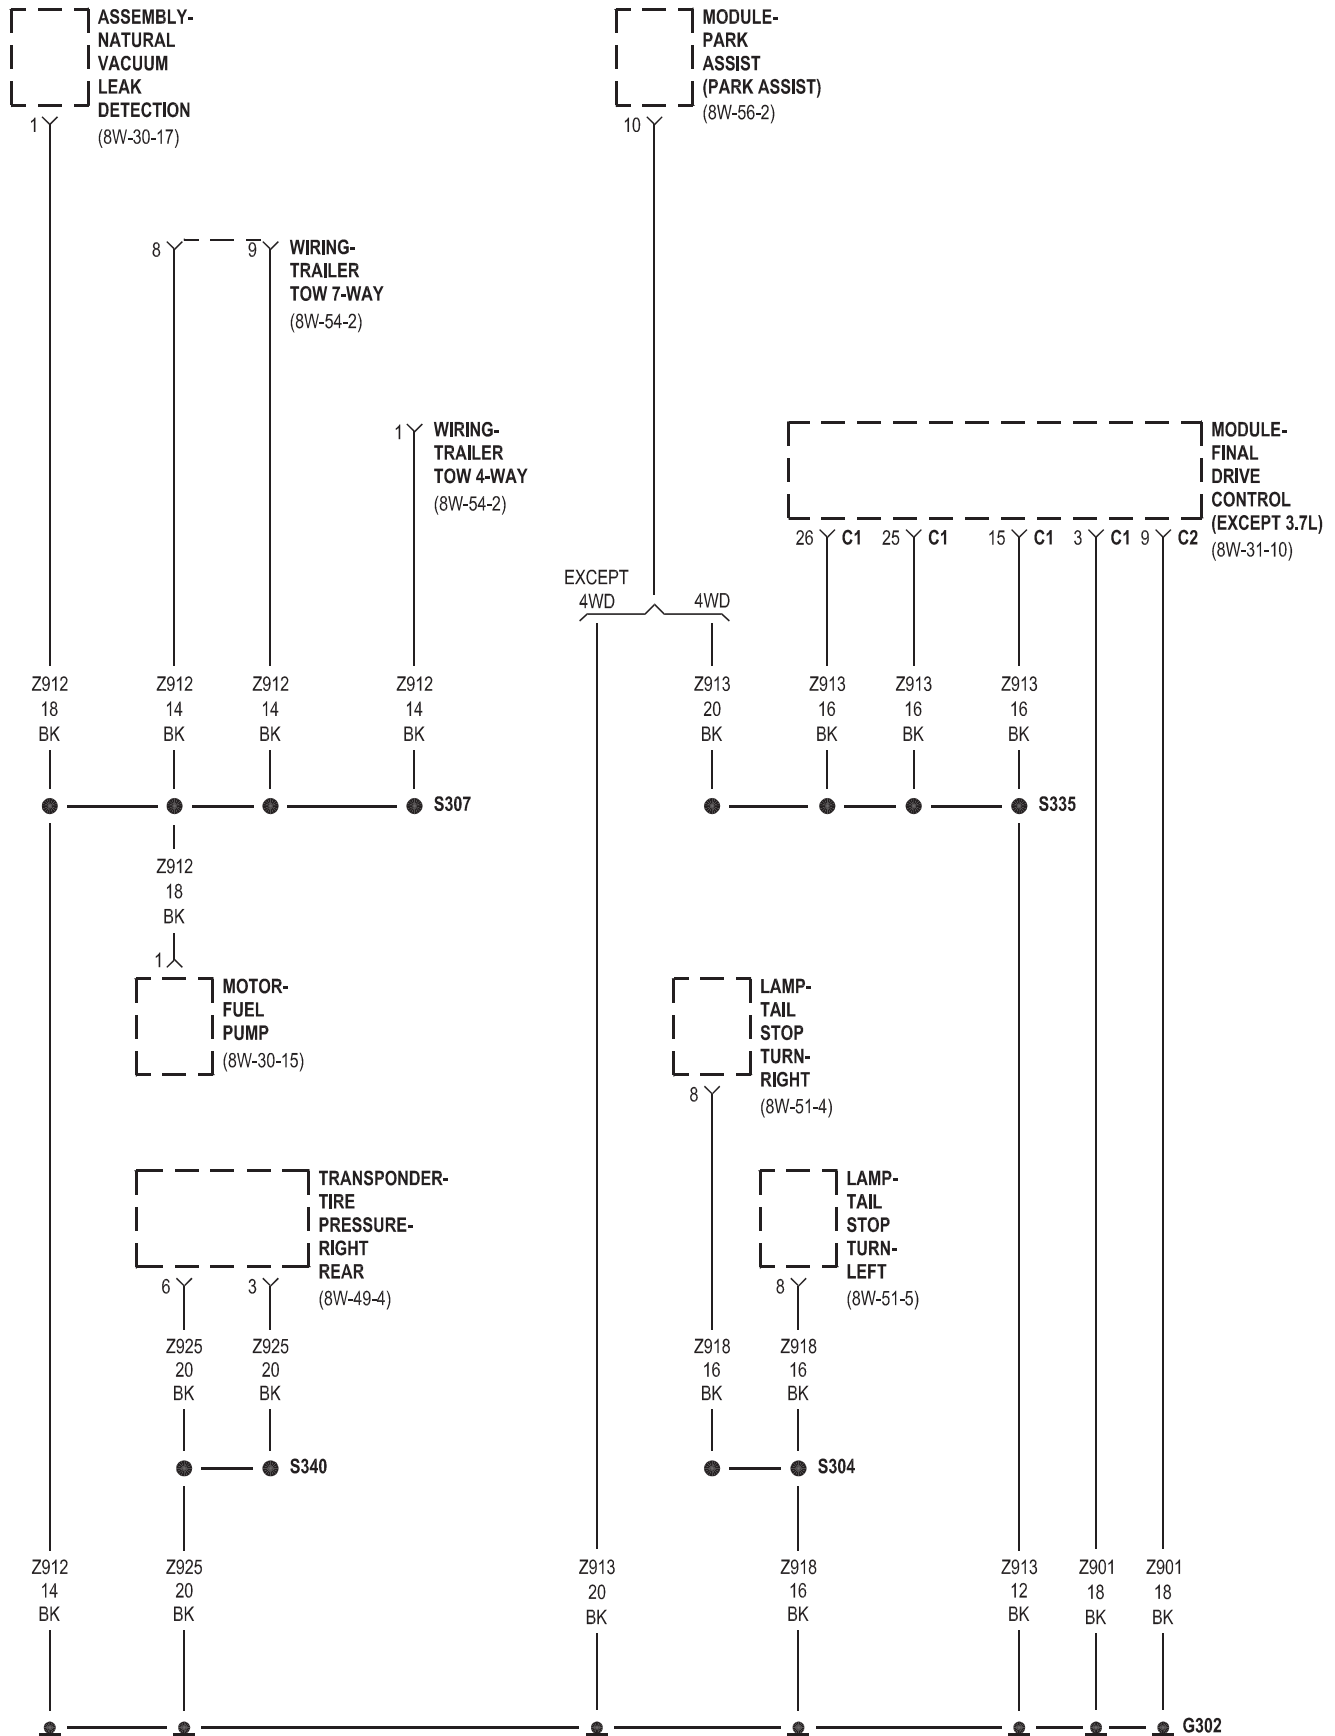 ASSEMBLY-
NATURAL
VACUUM
LEAK
DETECTION
(8W-30-17)
1
MODULE-
PARK
ASSIST
(PARK ASSIST)
(8W-56-2)
10
8
9
WIRING-
TRAILER
TOW 7-WAY
(8W-54-2)
1
WIRING-
TRAILER
TOW 4-WAY
(8W-54-2)
MODULE-
FINAL
DRIVE
CONTROL
(EXCEPT 3.7L)
(8W-31-10)
26 C1 25 C1 15 C1 3 C1 9 C2
EXCEPT
4WD
4WD
Z912 Z912 Z912 Z912 Z913 Z913 Z913 Z913
18 14 14 14 20 16 16 16
BK BK BK BK BK BK BK BK
S307
S335
Z912
18
BK
1
MOTOR-
FUEL
PUMP
(8W-30-15)
LAMP-
TAIL
STOP
TURN-
RIGHT
(8W-51-4)
8
TRANSPONDER-
TIRE
PRESSURE-
RIGHT
REAR
(8W-49-4)
6 3
LAMP-
TAIL
STOP
TURN-
LEFT
(8W-51-5)
8
Z925 Z925 Z918 Z918
20 20 16 16
BK BK BK BK
S340
S304
Z912 Z925 Z913 Z918 Z913 Z901 Z901
14 20 20 16 12 18 18
BK BK BK BK BK BK BK
G302